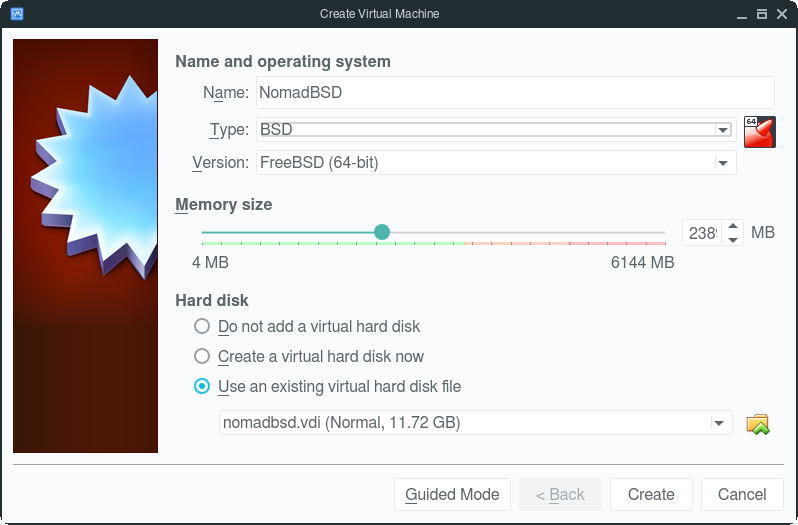 Create Virtual Machine
Name and operating system
Name: NomadBSD
Type: BSD
64
Version: FreeBSD (64-bit)
Memory size
MB
4 MB 6144 MB
Hard disk
Do not add a virtual hard disk
Create a virtual hard disk now
Use an existing virtual hard disk file
nomadbsd.vdi (Normal, 11.72 GB)
Guided Mode < Back Create Cancel